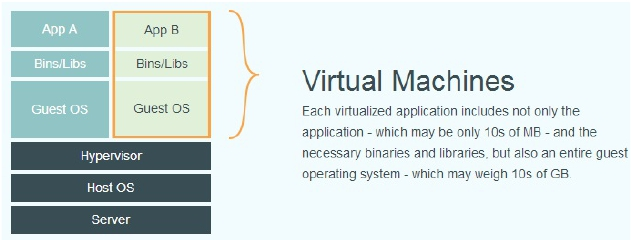 App A
App B
Bins/Libs
Bins/Libs
Guest OS
Guest OS
Hypervisor
Host OS
Server
Virtual Machines
Each virtualized application includes not only the
application - which may be only 10s of MB - and the
necessary binaries and libraries, but also an entire guest
operating system - which may weigh 10s of GB.